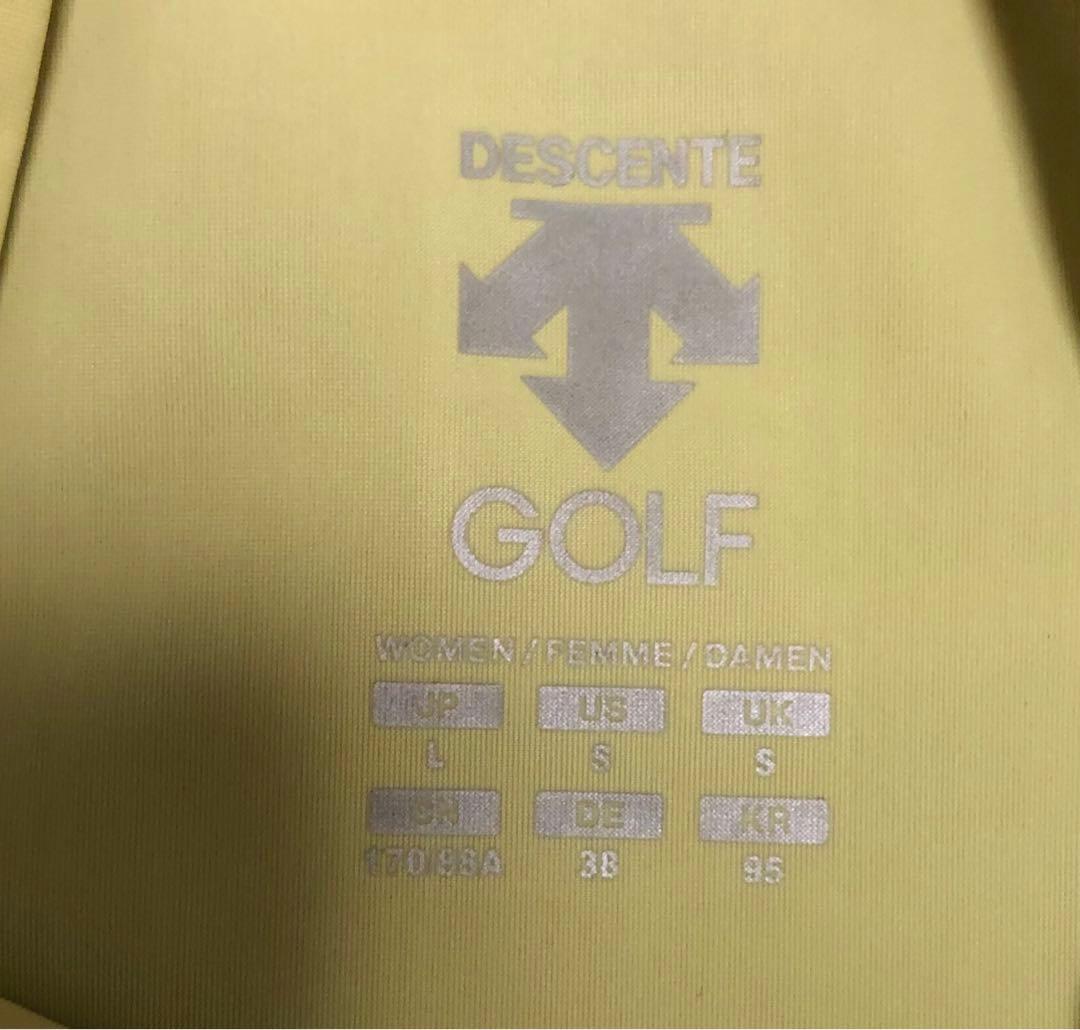 DESCENTE
GOLF
WOMEN / FEMME / DAMEN
JP US UK
L S S
CN DE KR
170/88A 38 95